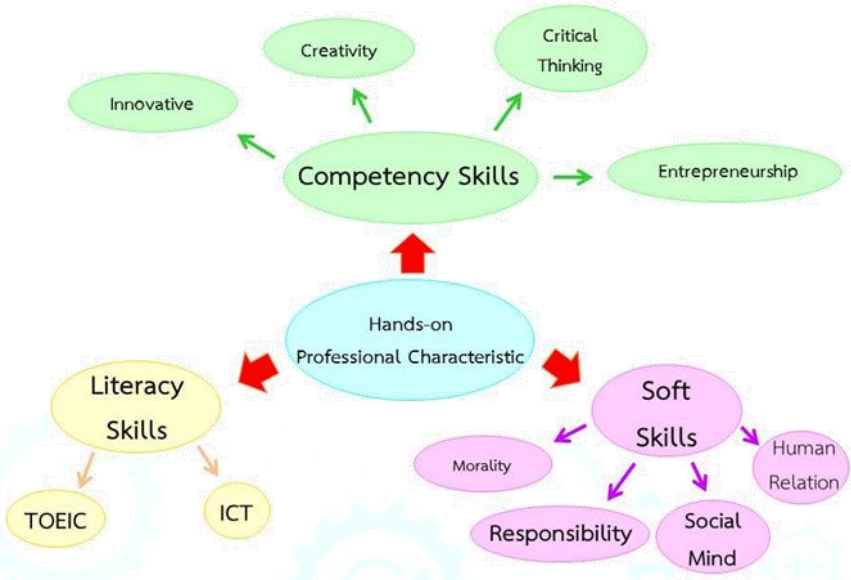 Critical
Thinking
Creativity
Innovative
Competency Skills
Entrepreneurship
Hands-on
Professional Characteristic
Literacy
Skills
TOEIC
ICT
Soft
Skills
Morality
Responsibility
Social
Mind
Human
Relation